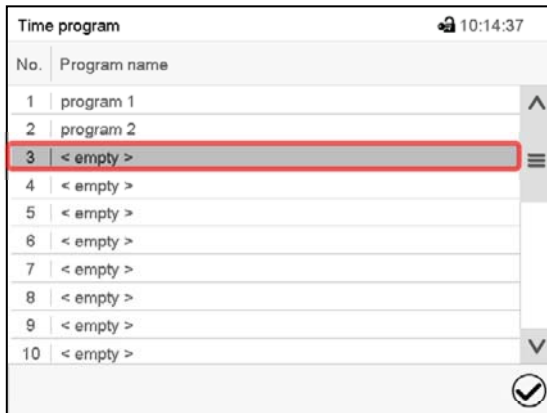 Time program 10:14:37
No. Program name
1 program 1
2 program 2
3 < empty >
4 < empty >
5 < empty >
6 < empty >
7 < empty >
8 < empty >
9 < empty >
10 < empty >